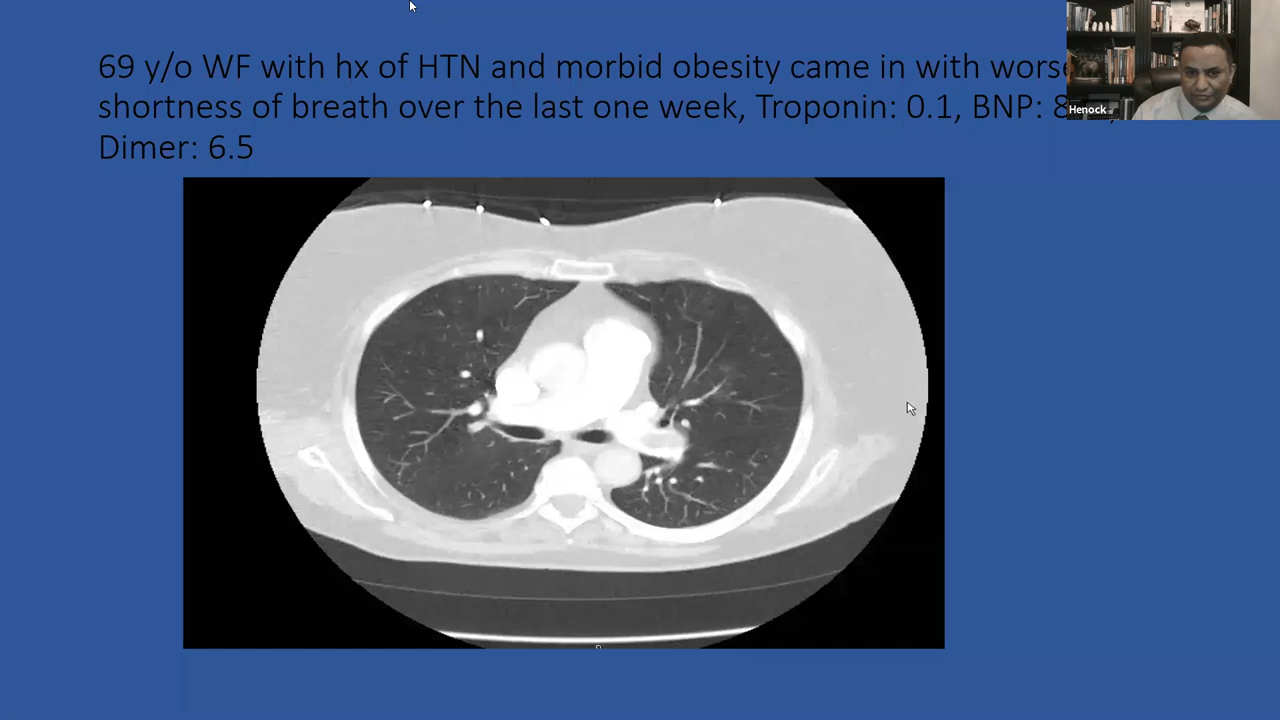 69 y/o WF with hx of HTN and morbid obesity came in with
shortness of breath over the last one week, Troponin: 0.1, BNP:
Dimer: 6.5
Henock